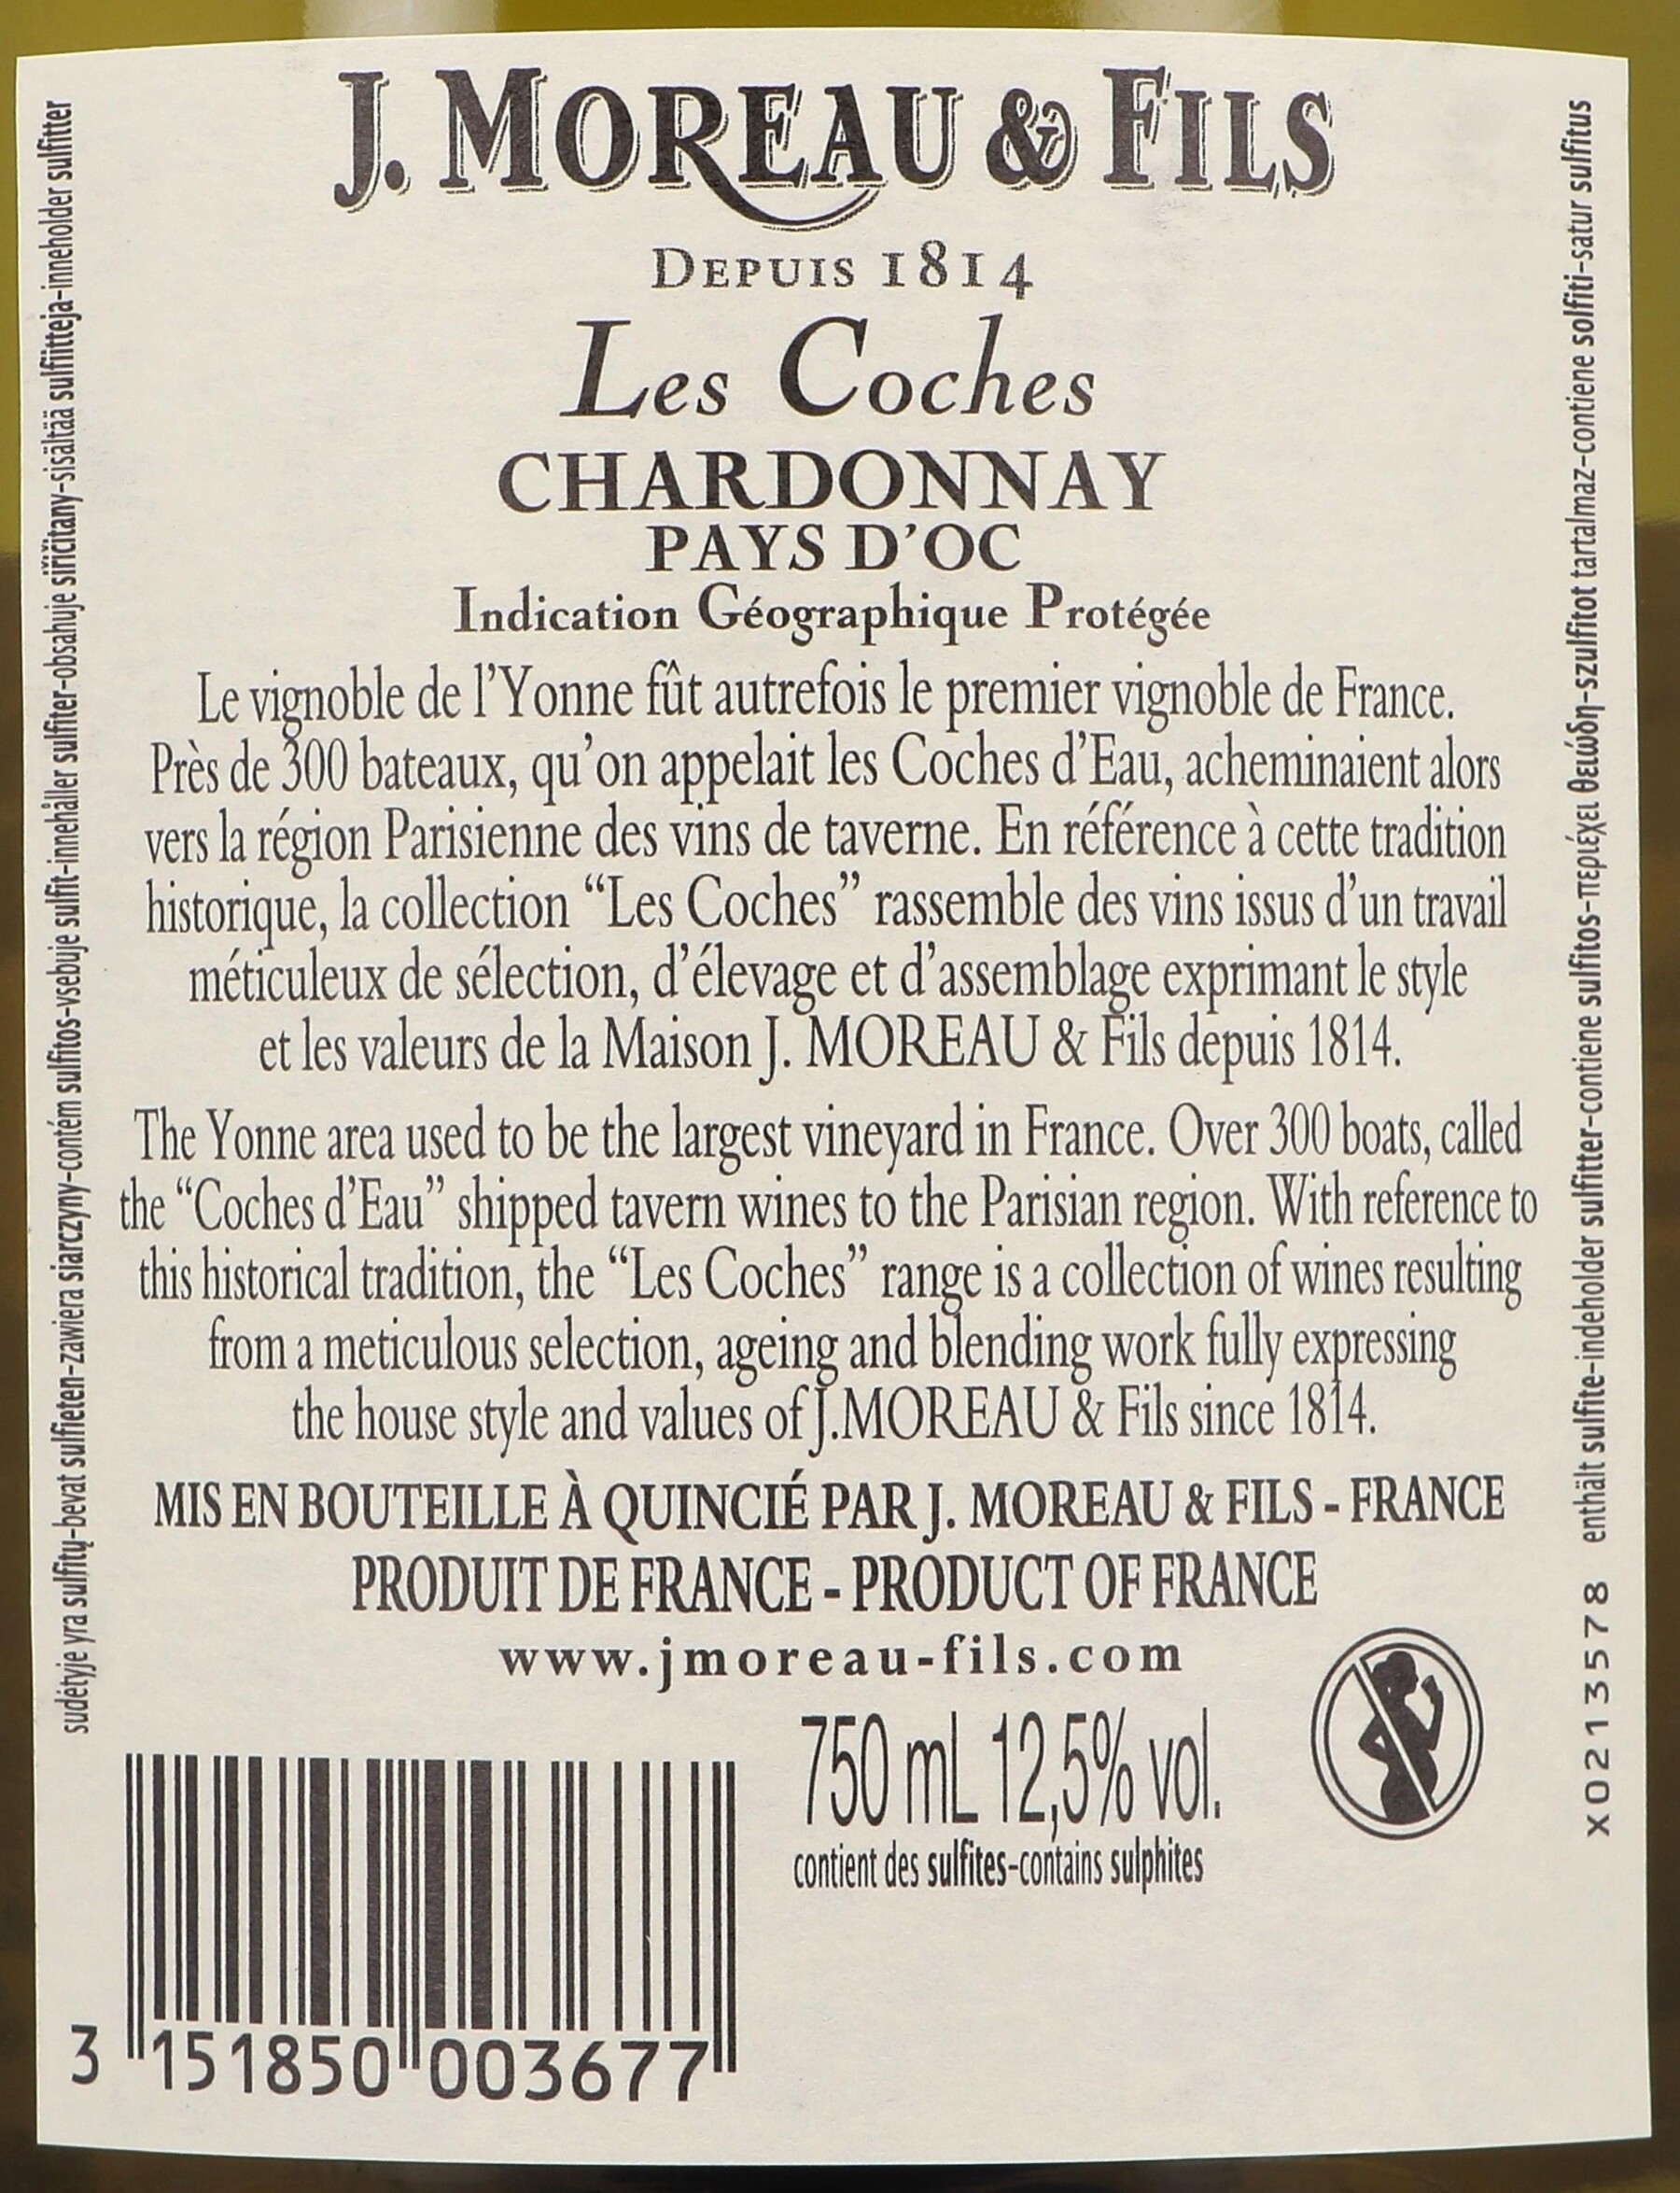 J. MOREAU & FILS
DEPUIS 1814
Les Coches
CHARDONNAY
PAYS D'OC
Indication Géographique Protégée
Le vignoble de l'Yonne fût autrefois le premier vignoble de France.
Près de 300 bateaux, qu'on appelait les Coches d'Eau, acheminaient alors
vers la région Parisienne des vins de taverne. En référence à cette tradition
historique, la collection “Les Coches” rassemble des vins issus d'un travail
méticuleux de sélection, d'élevage et d'assemblage exprimant le style
et les valeurs de la Maison J. MOREAU & Fils depuis 1814.
The Yonne area used to be the largest vineyard in France. Over 300 boats, called
the “Coches d'Eau” shipped tavern wines to the Parisian region. With reference to
this historical tradition, the “Les Coches” range is a collection of wines resulting
from a meticulous selection, ageing and blending work fully expressing
the house style and values of J.MOREAU & Fils since 1814.
MIS EN BOUTEILLE À QUINCIÉ PAR J. MOREAU & FILS - FRANCE
PRODUIT DE FRANCE - PRODUCT OF FRANCE
www.jmoreau-fils.com
750 mL 12,5% vol.
contient des sulfites-contains sulphites
3 151850 003677
sudėtyje yra sulfitų-bevat sulfieten-zawiera siarczyny-contém sulfitos-vsebuje sulfit-innehåller sulfiter-obsahuje siřičitany-sisältää sulfiitteja-inneholder sulfitter
X0213578 enthält sulfite-indeholder sulfitter-contiene sulfitos-περιέχει θειώδη-szulfitot tartalmaz-contiene solfiti-satur sulfitus